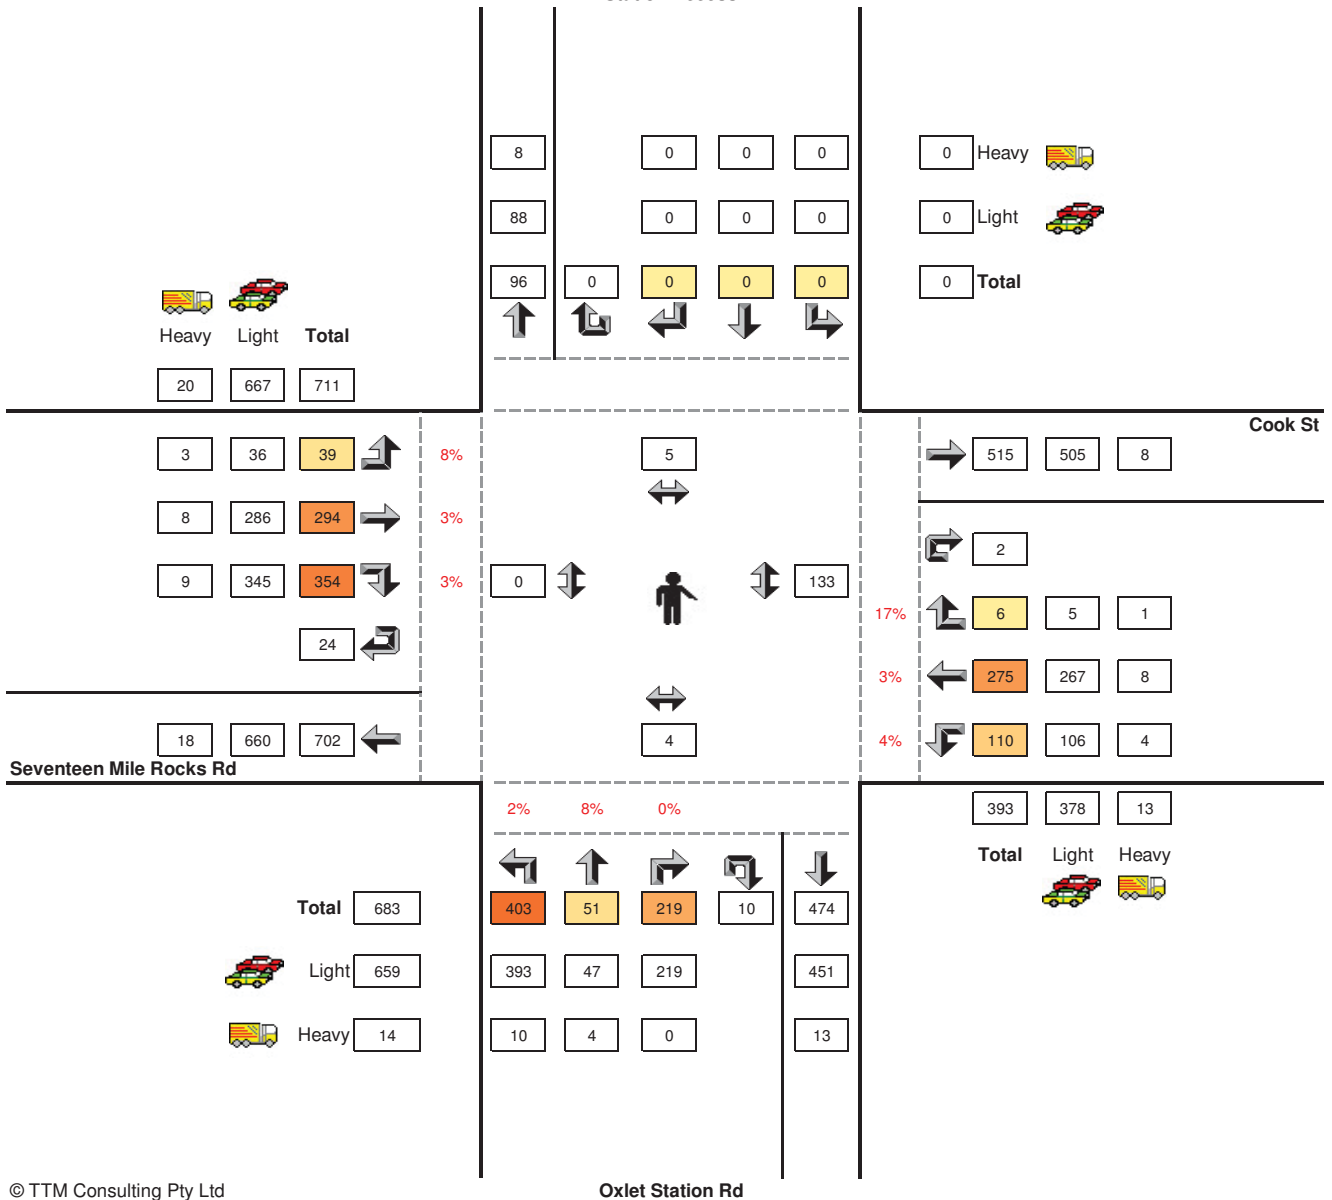 8 0 0 0 0 Heavy
88 0 0 0 0 Light
96 0 0 0 0 0 Total
Heavy Light Total
20 667 711
Cook St
3 36 39 8% 5 515 505 8
8 286 294 3%
2
9 345 354 3% 0 133
17% 6 5 1
24
3% 275 267 8
18 660 702 4 4% 110 106 4
Seventeen Mile Rocks Rd
2% 8% 0% 393 378 13
Total Light Heavy
Total 683 403 51 219 10 474
Light 659 393 47 219 451
Heavy 14 10 4 0 13
© TTM Consulting Pty Ltd Oxlet Station Rd